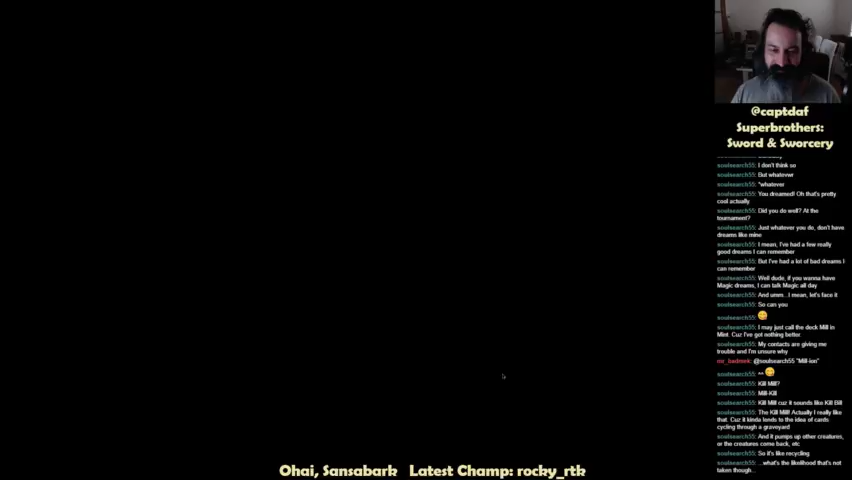 @captdaf
Superbrothers:
Sword & Sworcery
soulsearch55: I don't think so
soulsearch55: But whatevwr
soulsearch55: *whatever
soulsearch55: You dreamed! Oh that's pretty
cool actually
soulsearch55: Did you do well? At the
tournament?
soulsearch55: Just whatever you do, don't have
dreams like mine
soulsearch55: I mean, I've had a few really
good dreams I can remember
soulsearch55: But I've had a lot of bad dreams I
can remember
soulsearch55: Well dude, if you wanna have
Magic dreams, I can talk Magic all day
soulsearch55: And umm...I mean, let's face it
soulsearch55: So can you
soulsearch55: 😋
soulsearch55: I may just call the deck Mill in
Mint. Cuz I've got nothing better
soulsearch55: My contacts are giving me
trouble and I'm unsure why
mr_badmek: @soulsearch55 "Mill-ion"
soulsearch55: ^^ 😋
soulsearch55: Kill Mill?
soulsearch55: Mill-Kill
soulsearch55: Kill Mill cuz it sounds like Kill Bill
soulsearch55: The Kill Mill! Actually I really like
that. Cuz it kinda lends to the idea of cards
cycling through a graveyard
soulsearch55: And it pumps up other creatures,
or the creatures come back, etc
soulsearch55: So it's like recycling
soulsearch55: ...what's the likelihood that's not
taken though...
Ohai, Sansabark Latest Champ: rocky_rtk